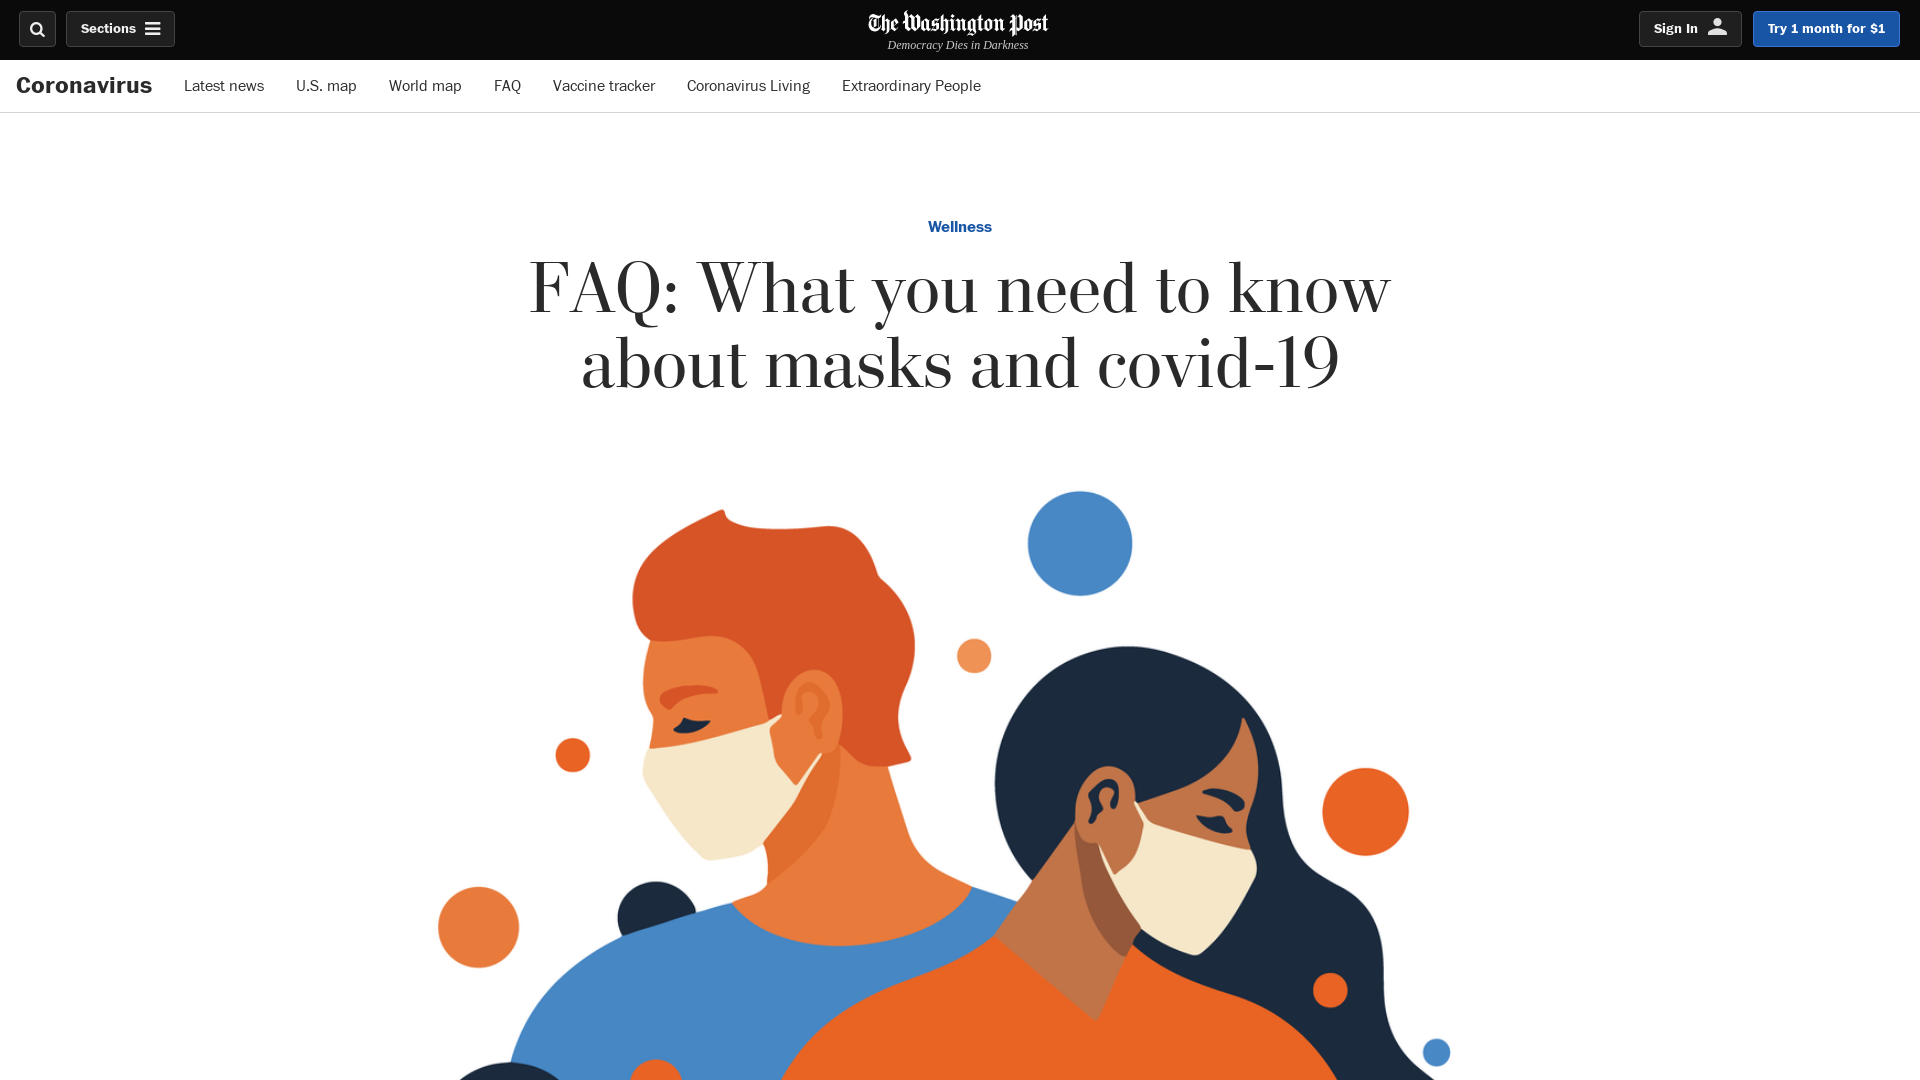 Sections
The Washington Post
Democracy Dies in Darkness
Sign In
Try 1 month for $1
Coronavirus
Latest news
U.S. map
World map
FAQ
Vaccine tracker
Coronavirus Living
Extraordinary People
Wellness
FAQ: What you need to know
about masks and covid-19